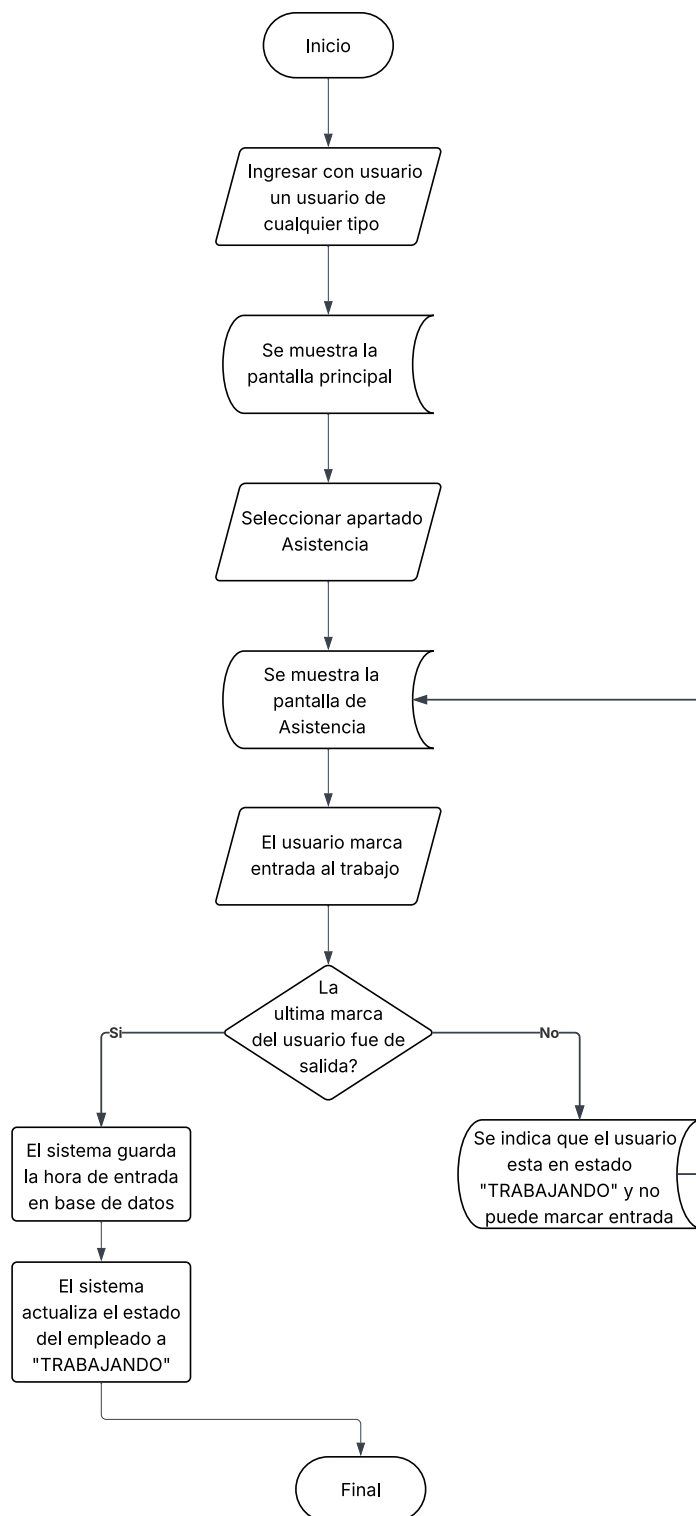 Inicio
Ingresar con usuario
un usuario de
cualquier tipo
Se muestra la
pantalla principal
Seleccionar apartado
Asistencia
Se muestra la
pantalla de
Asistencia
El usuario marca
entrada al trabajo
La
ultima marca
del usuario fue de
salida?
Si
No
El sistema guarda
la hora de entrada
en base de datos
Se indica que el usuario
esta en estado
"TRABAJANDO" y no
puede marcar entrada
El sistema
actualiza el estado
del empleado a
"TRABAJANDO"
Final